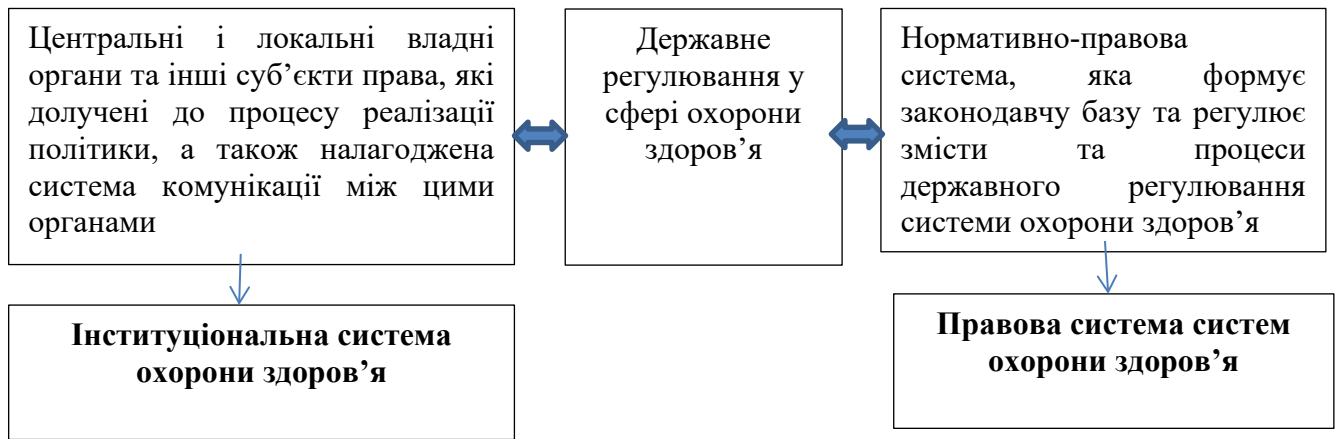 Центральні і локальні владні
органи та інші суб’єкти права, які
долучені до процесу реалізації
політики, а також налагоджена
система комунікації між цими
органами
Державне
регулювання у
сфері охорони
здоров’я
Нормативно-правова
система, яка формує
законодавчу базу та регулює
змісти та процеси
державного регулювання
системи охорони здоров’я
Інституціональна система
охорони здоров’я
Правова система систем
охорони здоров’я